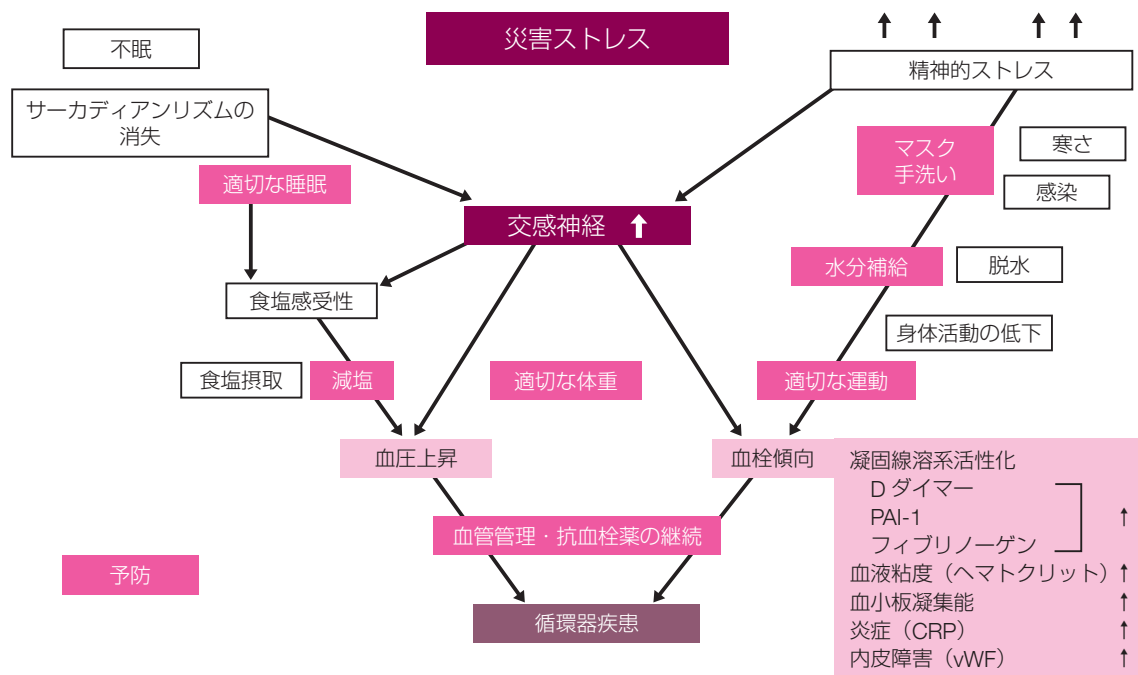 災害ストレス
不眠
精神的ストレス
サーカディアンリズムの
消失
マスク
手洗い
寒さ
適切な睡眠
感染
交感神経
水分補給
脱水
食塩感受性
身体活動の低下
食塩摂取
減塩
適切な体重
適切な運動
血圧上昇
血栓傾向
凝固線溶系活性化
D ダイマー
PAI-1 ↑
フィブリノーゲン
血液粘度（ヘマトクリット）↑
血小板凝集能 ↑
炎症（CRP） ↑
内皮障害（vWF） ↑
血管管理・抗血栓薬の継続
予防
循環器疾患